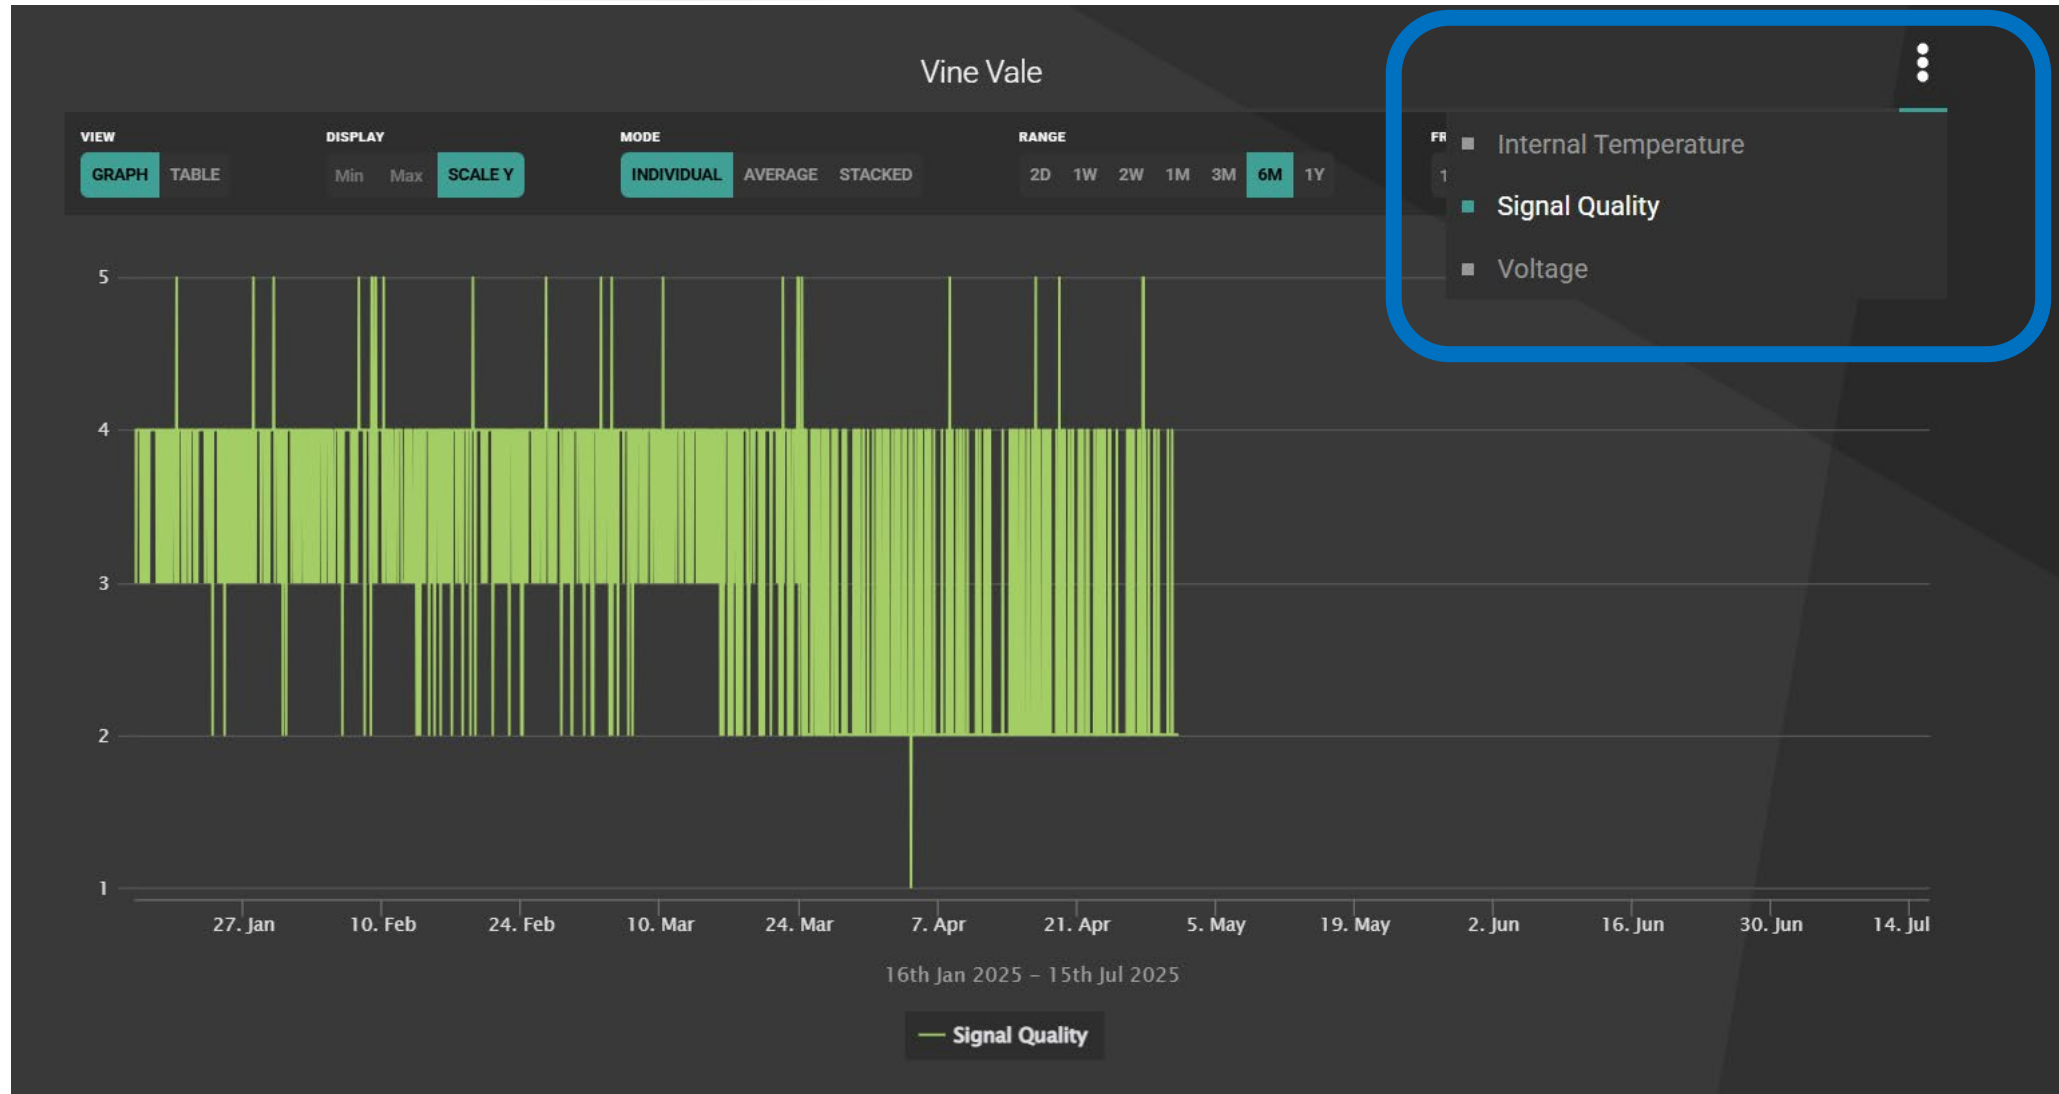 Vine Vale
VIEW DISPLAY MODE RANGE FR
GRAPH TABLE Min Max SCALE Y INDIVIDUAL AVERAGE STACKED 2D 1W 2W 1M 3M 6M 1Y 1
Internal Temperature
Signal Quality
Voltage
5
4
3
2
1
27. Jan 10. Feb 24. Feb 10. Mar 24. Mar 7. Apr 21. Apr 5. May 19. May 2. Jun 16. Jun 30. Jun 14. Jul
16th Jan 2025 – 15th Jul 2025
Signal Quality